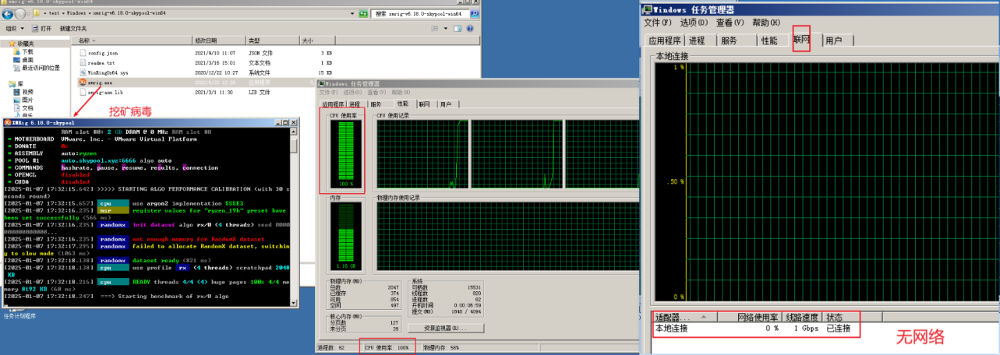 xmrig-v6.18.0-skypool-win64
test ▸ Windows ▸ xmrig-v6.18.0-skypool-win64
搜索 xmrig-v6.18.0-skypool-win64
组织 打开 新建文件夹
收藏夹
下载
桌面
最近访问的位置
库
视频
图片
文档
音乐
名称 修改日期 类型 大小
config.json 2021/9/10 11:07 JSON 文件 3 KB
readme.txt 2021/3/16 15:01 文本文档 1 KB
WinRing0x64.sys 2020/12/22 10:27 系统文件 15 KB
xmrig.exe 应用程序
xmrig-asm.lib 2021/3/1 11:30 LIB 文件
挖矿病毒
XMRig 6.18.0-skypool
RAM slot #0: 2 GB DRAM @ 0 MHz RAM slot #0
* MOTHERBOARD VMware, Inc. - VMware Virtual Platform
* DONATE 0%
* ASSEMBLY auto:ryzen
* POOL #1 auto.skypool.xyz:6666 algo auto
* COMMANDS hashrate, pause, resume, results, connection
* OPENCL disabled
* CUDA disabled
[2025-01-07 17:32:15.642] >>>>> STARTING ALGO PERFORMANCE CALIBRATION (with 30 s
econds round)
[2025-01-07 17:32:15.657] cpu use argon2 implementation SSSE3
[2025-01-07 17:32:16.235] msr register values for "ryzen_19h" preset have
been set successfully (566 ms)
[2025-01-07 17:32:16.235] randomx init dataset algo rx/0 (4 threads) seed 0000
000000000000...
[2025-01-07 17:32:16.235] randomx not enough memory for RandomX dataset
[2025-01-07 17:32:17.295] randomx failed to allocate RandomX dataset, switchin
g to slow mode (1063 ms)
[2025-01-07 17:32:18.138] randomx dataset ready (821 ms)
[2025-01-07 17:32:18.138] cpu use profile rx (4 threads) scratchpad 2048
KB
[2025-01-07 17:32:18.216] cpu READY threads 4/4 (4) huge pages 100% 4/4 me
mory 8192 KB (60 ms)
[2025-01-07 17:32:18.247] ===> Starting benchmark of rx/0 algo
任务计划程序
Windows 任务管理器
文件(F) 选项(O) 查看(V) 帮助(H)
应用程序 进程 服务 性能 联网 用户
CPU 使用率 CPU 使用记录
100 %
内存 物理内存使用记录
1.16 GB
物理内存(MB)
总数 2047
已缓存 374
可用 854
空闲 497
核心内存(MB)
分页数 127
未分页 39
系统
句柄数 15531
线程数 820
进程数 62
开机时间 0:00:06:59
提交(MB) 1848 / 4094
资源监视器(R)...
进程数: 62 CPU 使用率: 100% 物理内存: 58%
Windows 任务管理器
文件(F) 选项(O) 查看(V) 帮助(H)
应用程序 进程 服务 性能 联网 用户
本地连接
1 %
.50 %
0 %
适配器... 网络使用率 线路速度 状态
本地连接 0 % 1 Gbps 已连接
无网络